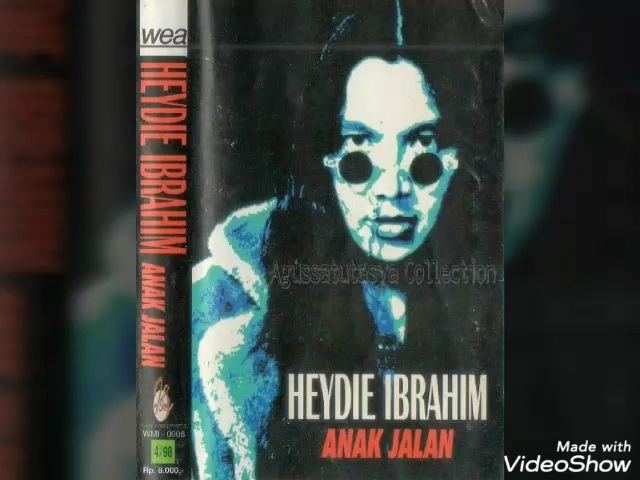 wea
HEYDIE IBRAHIM ANAK JALAN
WMI - 0008
4/98
Rp. 8.000,-
Agussatutasya Collection
HEYDIE IBRAHIM
ANAK JALAN
Made with
VideoShow